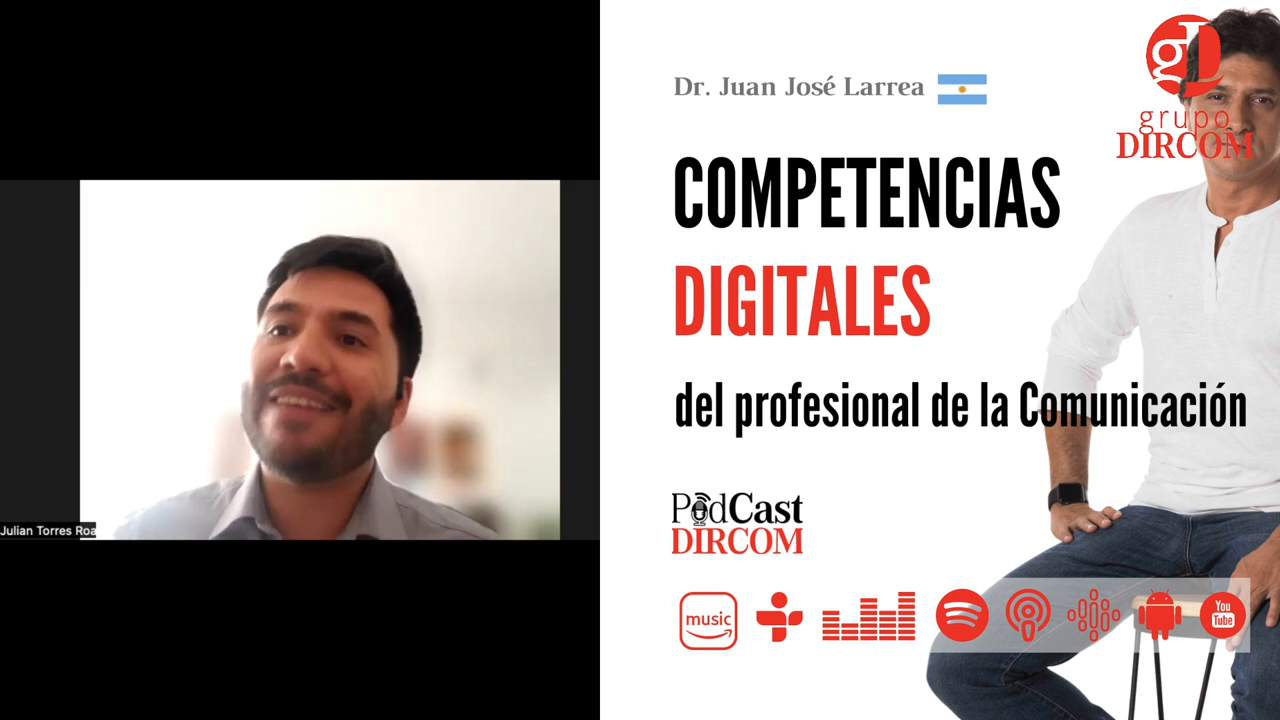 Julian Torres Roa
Dr. Juan José Larrea
gd
grupo
DIRCOM
COMPETENCIAS
DIGITALES
del profesional de la Comunicación
PodCast
DIRCOM
music
You
Tube